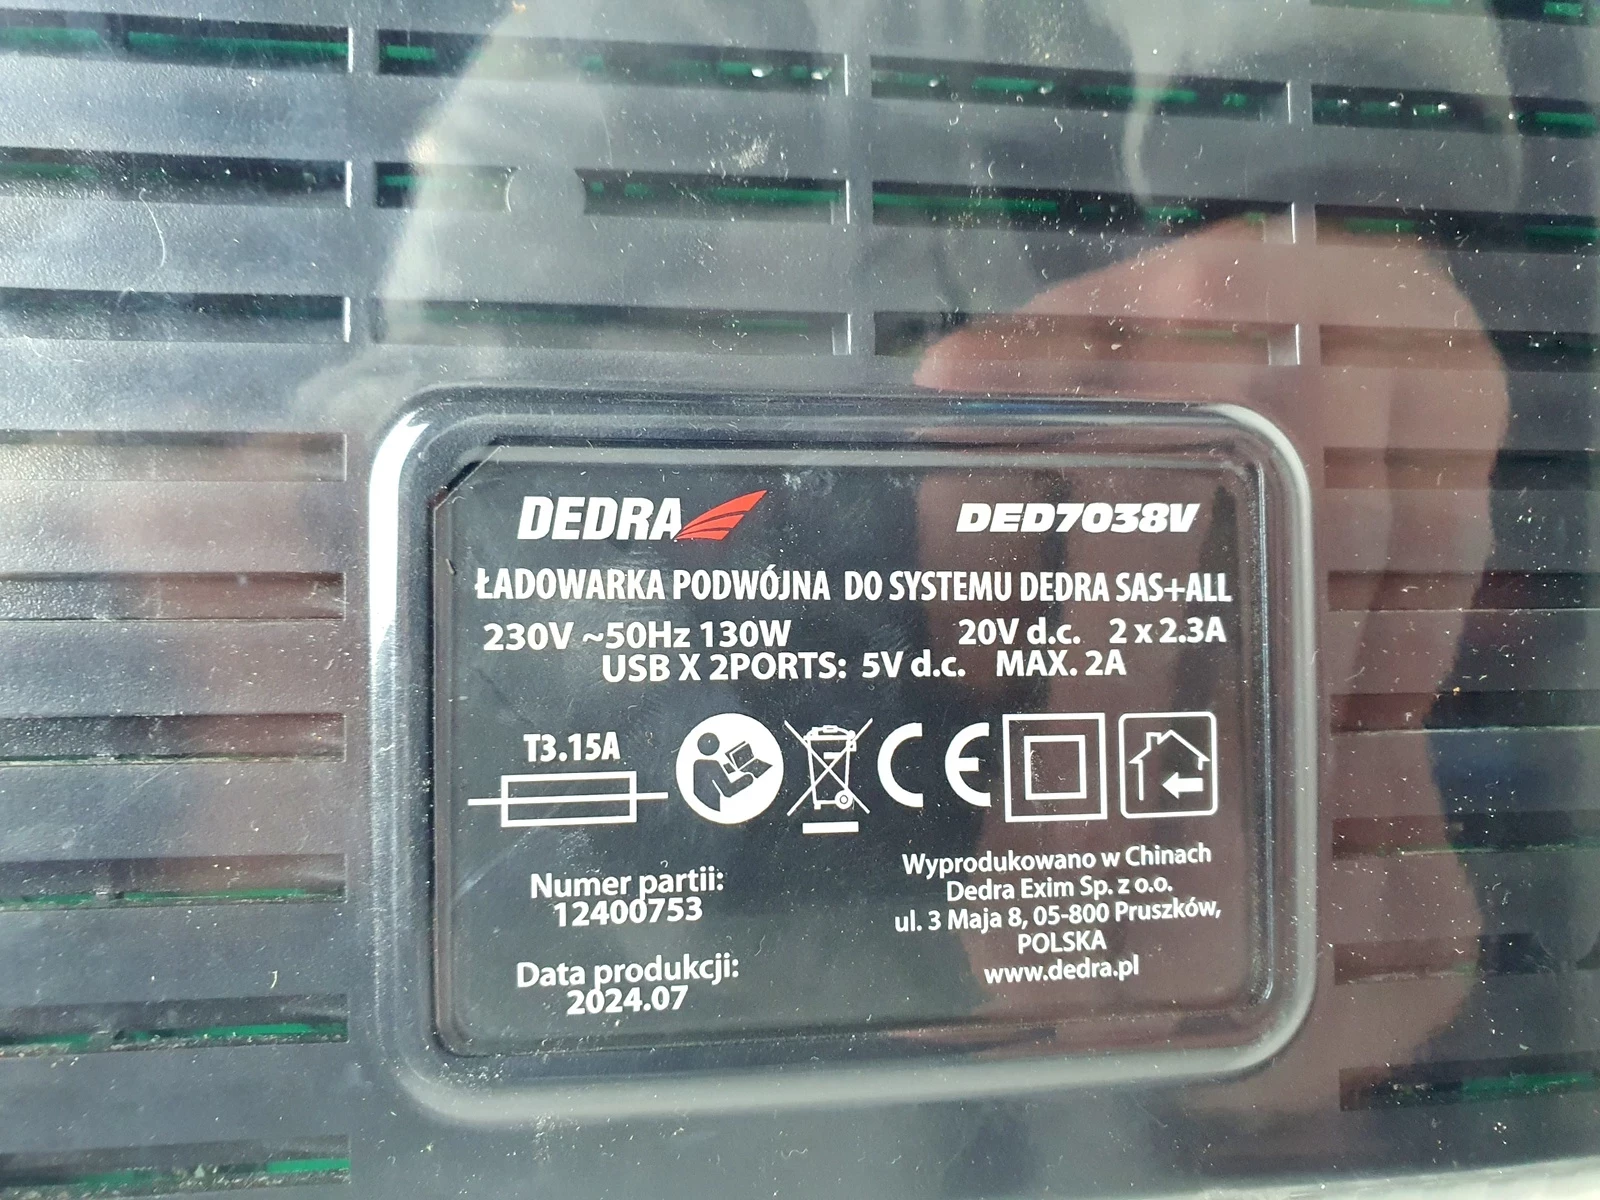 DEDRA DED7038V
ŁADOWARKA PODWÓJNA DO SYSTEMU DEDRA SAS+ALL
230V ~50Hz 130W 20V d.c. 2 x 2.3A
USB X 2PORTS: 5V d.c. MAX. 2A
T3.15A
CE
Numer partii:
12400753
Data produkcji:
2024.07
Wyprodukowano w Chinach
Dedra Exim Sp. z o.o.
ul. 3 Maja 8, 05-800 Pruszków,
POLSKA
www.dedra.pl